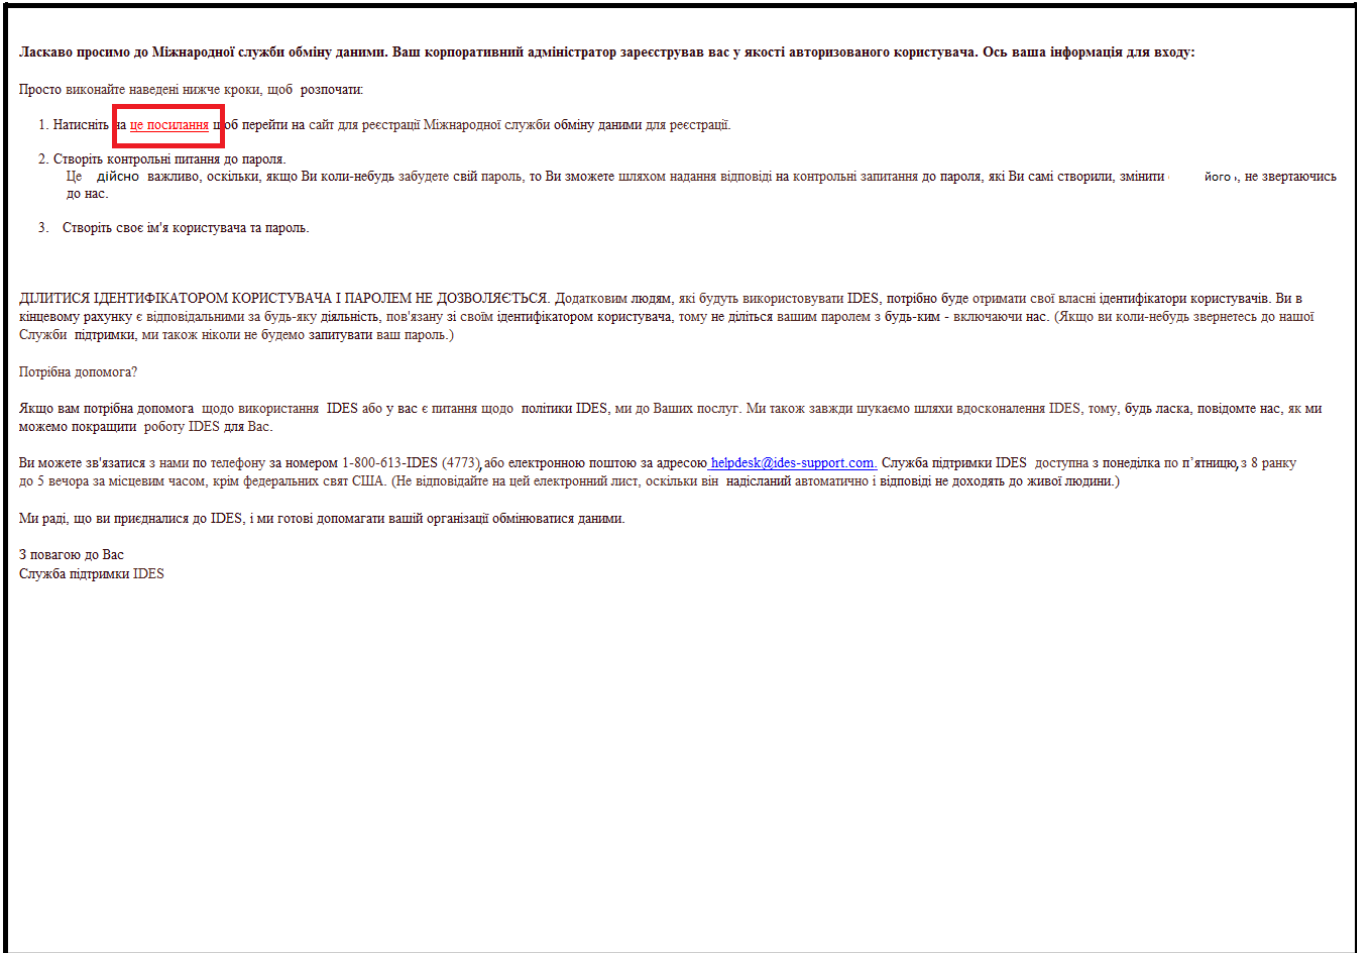 Ласкаво просимо до Міжнародної служби обміну даними. Ваш корпоративний адміністратор зареєстрував вас у якості авторизованого користувача. Ось ваша інформація для входу:
Просто виконайте наведені нижче кроки, щоб розпочати:
1. Натисніть на це посилання щоб перейти на сайт для реєстрації Міжнародної служби обміну даними для реєстрації.
2. Створіть контрольні питання до пароля.
Це дійсно важливо, оскільки, якщо Ви коли-небудь забудете свій пароль, то Ви зможете шляхом надання відповіді на контрольні запитання до пароля, які Ви самі створили, змінити його, не звертаючись
до нас.
3. Створіть своє ім'я користувача та пароль.
ДІЛИТИСЯ ІДЕНТИФІКАТОРОМ КОРИСТУВАЧА І ПАРОЛЕМ НЕ ДОЗВОЛЯЄТЬСЯ. Додатковим людям, які будуть використовувати IDES, потрібно буде отримати свої власні ідентифікатори користувачів. Ви в
кінцевому рахунку є відповідальними за будь-яку діяльність, пов'язану зі своїм ідентифікатором користувача, тому не діліться вашим паролем з будь-ким - включаючи нас. (Якщо ви коли-небудь звернетесь до нашої
Служби підтримки, ми також ніколи не будемо запитувати ваш пароль.)
Потрібна допомога?
Якщо вам потрібна допомога щодо використання IDES або у вас є питання щодо політики IDES, ми до Ваших послуг. Ми також завжди шукаємо шляхи вдосконалення IDES, тому, будь ласка, повідомте нас, як ми
можемо покращити роботу IDES для Вас.
Ви можете зв'язатися з нами по телефону за номером 1-800-613-IDES (4773), або електронною поштою за адресою helpdesk@ides-support.com. Служба підтримки IDES доступна з понеділка по п’ятницю, з 8 ранку
до 5 вечора за місцевим часом, крім федеральних свят США. (Не відповідайте на цей електронний лист, оскільки він надісланий автоматично і відповіді не доходять до живої людини.)
Ми раді, що ви приєдналися до IDES, і ми готові допомагати вашій організації обмінюватися даними.
З повагою до Вас
Служба підтримки IDES